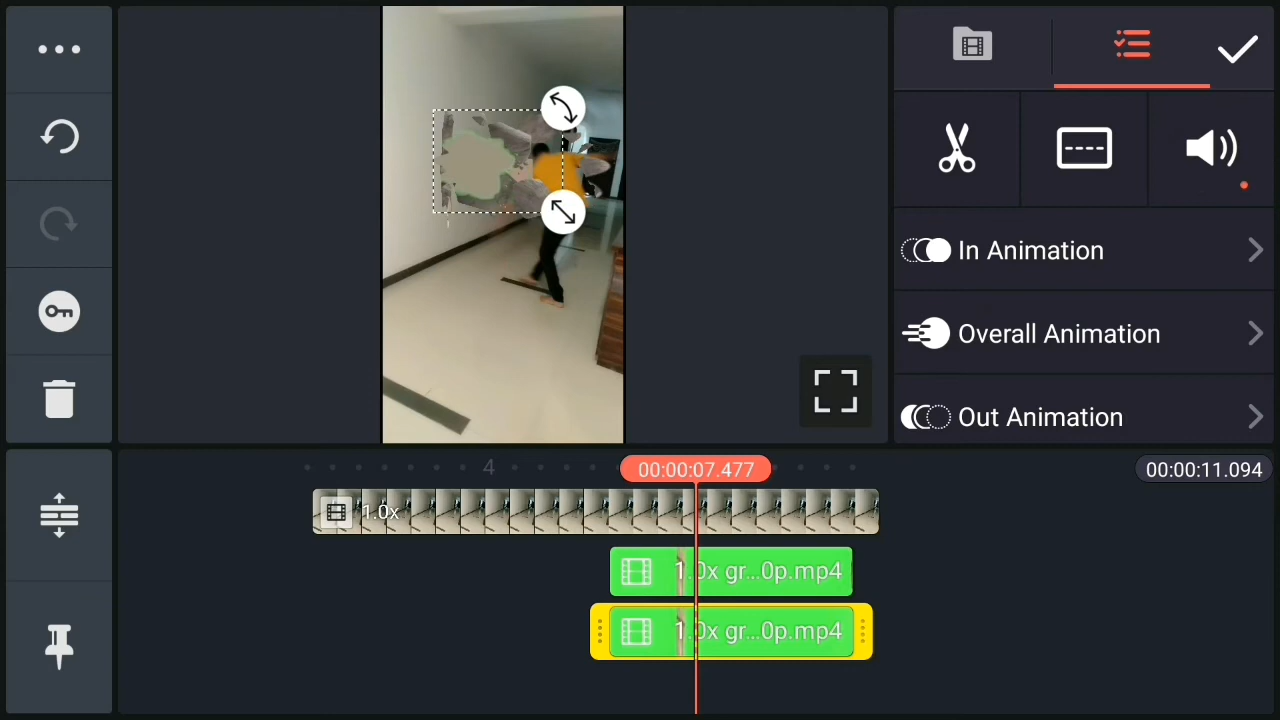 In Animation
Overall Animation
Out Animation
4
00:00:07.477
00:00:11.094
1.0x
1.0x gr...0p.mp4
1.0x gr...0p.mp4